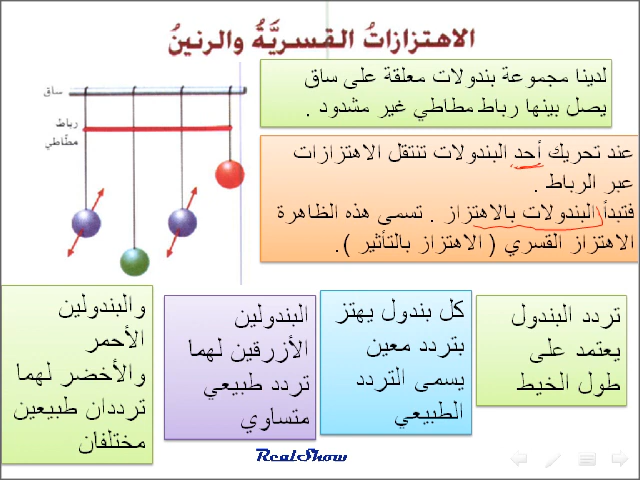 الاهتزازاتُ القسريَّةُ والرنينُ
لدينا مجموعة بندولات معلقة على ساق
يصل بينها رباط مطاطي غير مشدود .
ساق
رباط
مطّاطي
عند تحريك أحد البندولات تنتقل الاهتزازات
عبر الرباط .
فتبدأ البندولات بالاهتزاز . تسمى هذه الظاهرة
الاهتزاز القسري ( الاهتزاز بالتأثير ).
تردد البندول
يعتمد على
طول الخيط
كل بندول يهتز
بتردد معين
يسمى التردد
الطبيعي
البندولين
الأزرقين لهما
تردد طبيعي
متساوي
والبندولين
الأحمر
والأخضر لهما
ترددان طبيعين
مختلفان
RealShow